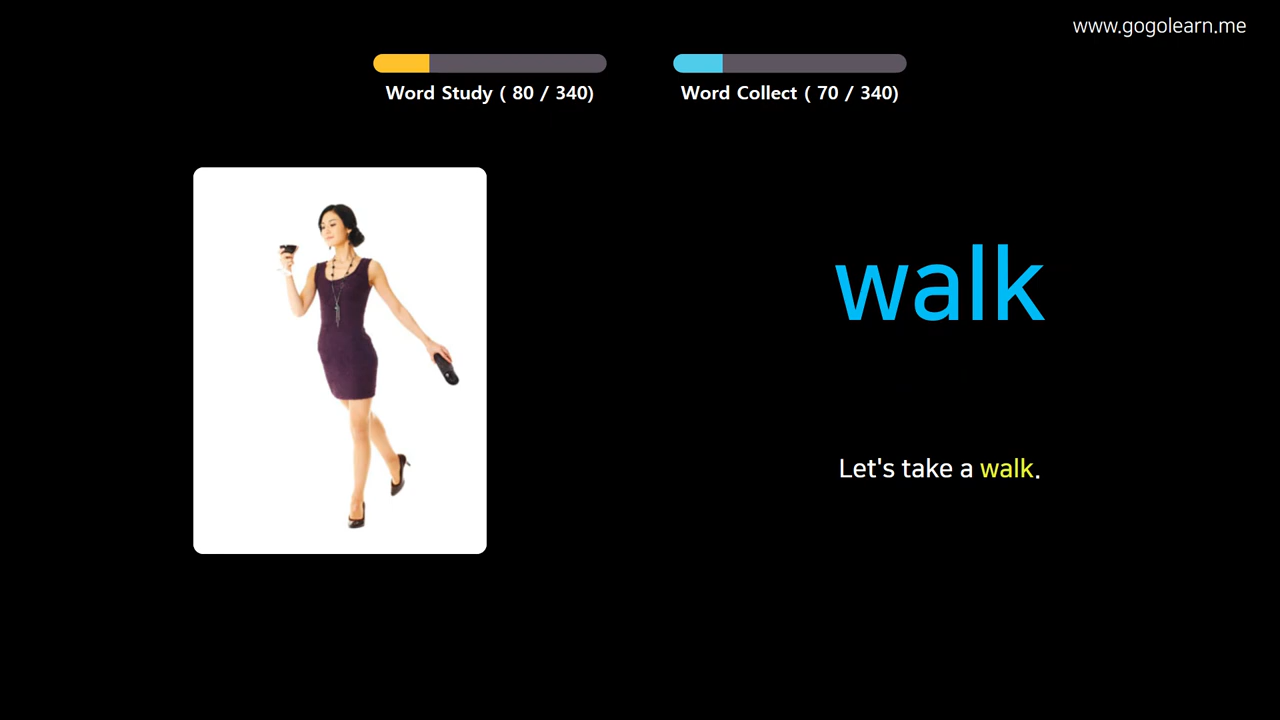 www.gogolearn.me
Word Study ( 80 / 340)
Word Collect ( 70 / 340)
walk
Let's take a walk.